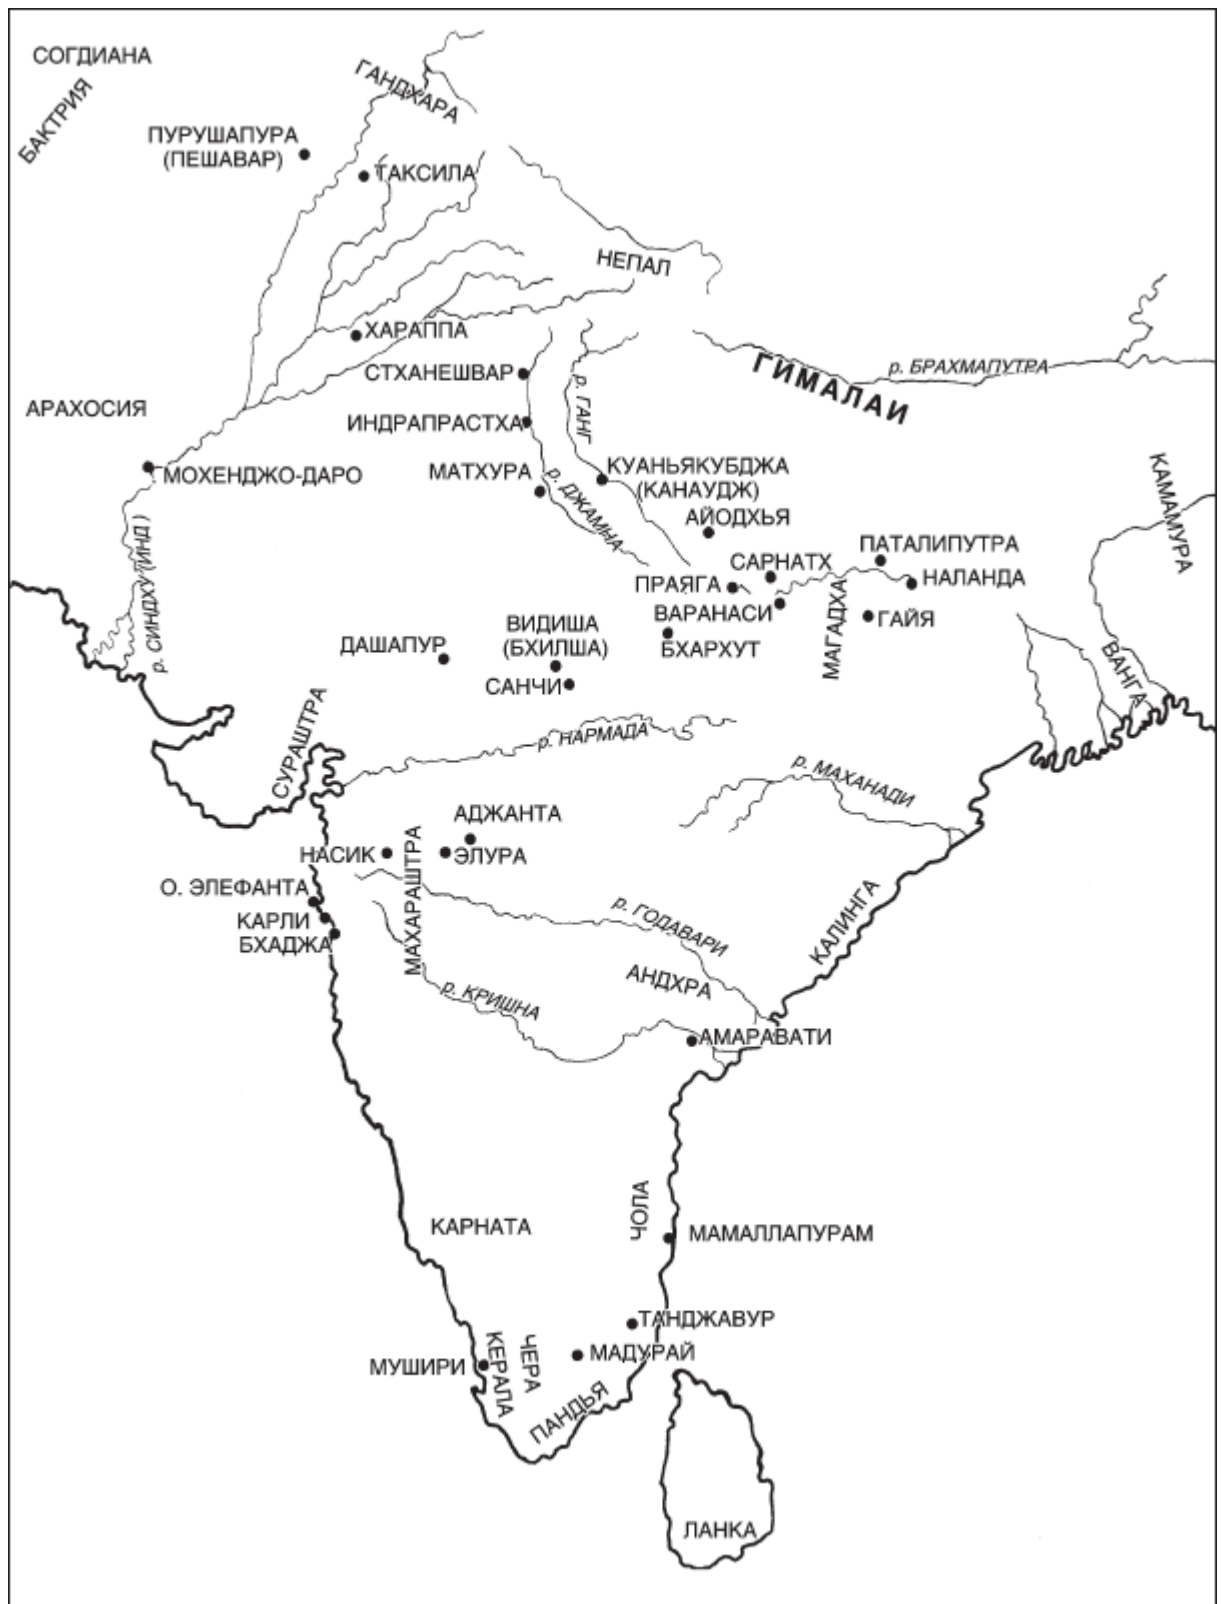 СОГДИАНА
БАКТРИЯ
ГАНДХАРА
ПУРУШАПУРА
(ПЕШАВАР)
ТАКСИЛА
НЕПАЛ
ХАРАППА
СТХАНЕШВАР
р. ГАНГ
ГИМАЛАИ
р. БРАХМАПУТРА
АРАХОСИЯ
ИНДРАПРАСТХА
МОХЕНДЖО-ДАРО
МАТХУРА
р. ДЖАМНА
КУАНЬЯКУБДЖА
(КАНАУДЖ)
КАМАМУРА
АЙОДХЬЯ
р. СИНДХУ (ИНД)
САРНАТХ
ПАТАЛИПУТРА
ПРАЯГА
НАЛАНДА
ВАРАНАСИ
МАГАДХА
ГАЙЯ
ДАШАПУР
ВИДИША
(БХИЛША)
БХАРХУТ
САНЧИ
ВАНГА
СУРАШТРА
р. НАРМАДА
р. МАХАНАДИ
АДЖАНТА
НАСИК
ЭЛУРА
МАХАРАШТРА
О. ЭЛЕФАНТА
КАРЛИ
БХАДЖА
р. ГОДАВАРИ
КАЛИНГА
р. КРИШНА
АНДХРА
АМАРАВАТИ
ЧОЛА
КАРНАТА
МАМАЛЛАПУРАМ
ТАНДЖАВУР
МУШИРИ
КЕРАЛА
ЧЕРА
МАДУРАЙ
ПАНДЬЯ
ЛАНКА